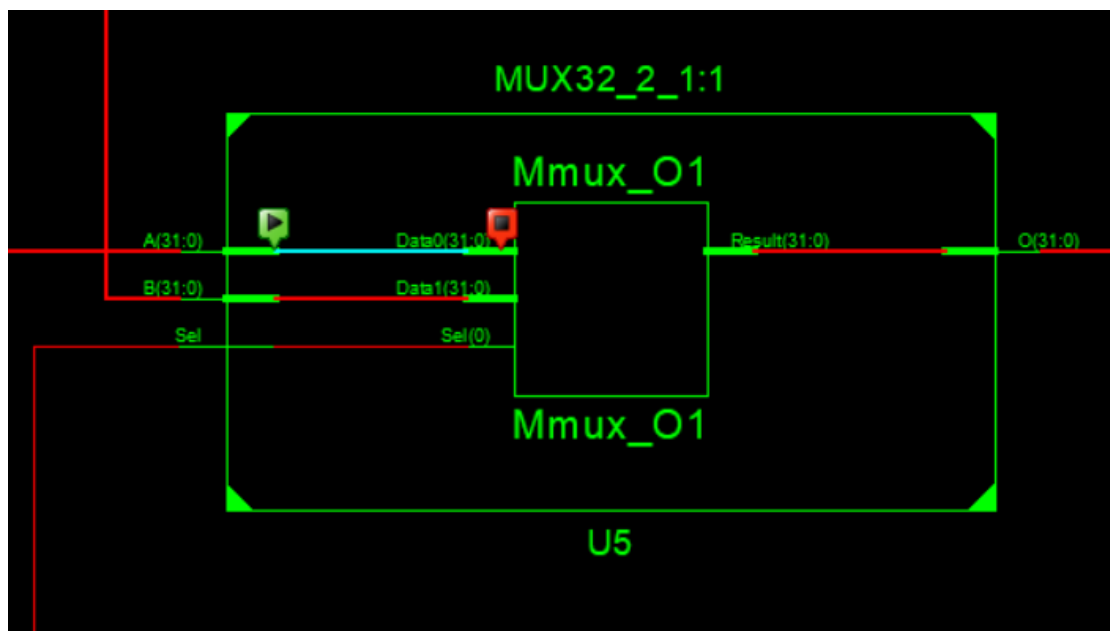 MUX32_2_1:1
Mmux_O1
A(31:0) Data0(31:0) Result(31:0) O(31:0)
B(31:0) Data1(31:0)
Sel Sel(0)
Mmux_O1
U5